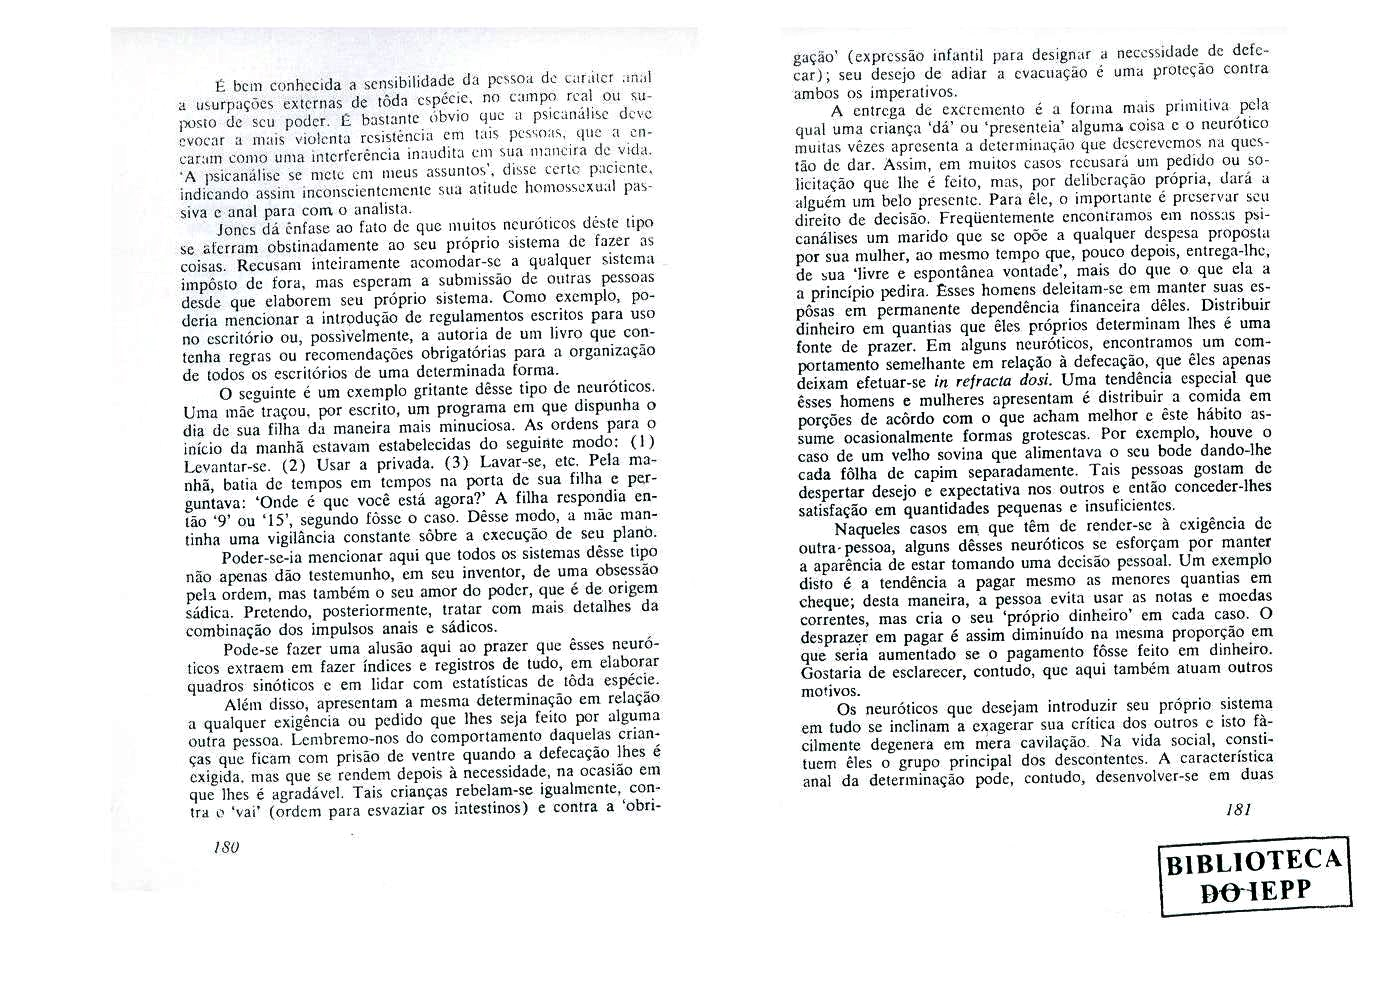 É bem conhecida a sensibilidade da pessoa de caráter anal
a usurpações externas de tôda espécie, no campo real ou su-
posto de seu poder. É bastante óbvio que a psicanálise deve
evocar a mais violenta resistência em tais pessoas, que a en-
caram como uma interferência inaudita em sua maneira de vida.
‘A psicanálise se mete em meus assuntos’, disse certo paciente,
indicando assim inconscientemente sua atitude homossexual pas-
siva e anal para com o analista.
Jones dá ênfase ao fato de que muitos neuróticos dêste tipo
se aferram obstinadamente ao seu próprio sistema de fazer as
coisas. Recusam inteiramente acomodar-se a qualquer sistema
impôsto de fora, mas esperam a submissão de outras pessoas
desde que elaborem seu próprio sistema. Como exemplo, po-
deria mencionar a introdução de regulamentos escritos para uso
no escritório ou, possìvelmente, a autoria de um livro que con-
tenha regras ou recomendações obrigatórias para a organização
de todos os escritórios de uma determinada forma.
O seguinte é um exemplo gritante dêsse tipo de neuróticos.
Uma mãe traçou, por escrito, um programa em que dispunha o
dia de sua filha da maneira mais minuciosa. As ordens para o
início da manhã estavam estabelecidas do seguinte modo: (1)
Levantar-se. (2) Usar a privada. (3) Lavar-se, etc. Pela ma-
nhã, batia de tempos em tempos na porta de sua filha e per-
guntava: ‘Onde é que você está agora?’ A filha respondia en-
tão ‘9’ ou ‘15’, segundo fôsse o caso. Dêsse modo, a mãe man-
tinha uma vigilância constante sôbre a execução de seu plano.
Poder-se-ia mencionar aqui que todos os sistemas dêsse tipo
não apenas dão testemunho, em seu inventor, de uma obsessão
pela ordem, mas também o seu amor do poder, que é de origem
sádica. Pretendo, posteriormente, tratar com mais detalhes da
combinação dos impulsos anais e sádicos.
Pode-se fazer uma alusão aqui ao prazer que êsses neuró-
ticos extraem em fazer índices e registros de tudo, em elaborar
quadros sinóticos e em lidar com estatísticas de tôda espécie.
Além disso, apresentam a mesma determinação em relação
a qualquer exigência ou pedido que lhes seja feito por alguma
outra pessoa. Lembremo-nos do comportamento daquelas crian-
ças que ficam com prisão de ventre quando a defecação lhes é
exigida, mas que se rendem depois à necessidade, na ocasião em
que lhes é agradável. Tais crianças rebelam-se igualmente, con-
tra o ‘vai’ (ordem para esvaziar os intestinos) e contra a ‘obri-
180
gação’ (expressão infantil para designar a necessidade de defe-
car); seu desejo de adiar a evacuação é uma proteção contra
ambos os imperativos.
A entrega de excremento é a forma mais primitiva pela
qual uma criança ‘dá’ ou ‘presenteia’ alguma coisa e o neurótico
muitas vêzes apresenta a determinação que descrevemos na ques-
tão de dar. Assim, em muitos casos recusará um pedido ou so-
licitação que lhe é feito, mas, por deliberação própria, dará a
alguém um belo presente. Para êle, o importante é preservar seu
direito de decisão. Freqüentemente encontramos em nossas psi-
canálises um marido que se opõe a qualquer despesa proposta
por sua mulher, ao mesmo tempo que, pouco depois, entrega-lhe,
de sua ‘livre e espontânea vontade’, mais do que o que ela a
a princípio pedira. Êsses homens deleitam-se em manter suas es-
pôsas em permanente dependência financeira dêles. Distribuir
dinheiro em quantias que êles próprios determinam lhes é uma
fonte de prazer. Em alguns neuróticos, encontramos um com-
portamento semelhante em relação à defecação, que êles apenas
deixam efetuar-se in refracta dosi. Uma tendência especial que
êsses homens e mulheres apresentam é distribuir a comida em
porções de acôrdo com o que acham melhor e êste hábito as-
sume ocasionalmente formas grotescas. Por exemplo, houve o
caso de um velho sovina que alimentava o seu bode dando-lhe
cada fôlha de capim separadamente. Tais pessoas gostam de
despertar desejo e expectativa nos outros e então conceder-lhes
satisfação em quantidades pequenas e insuficientes.
Naqueles casos em que têm de render-se à exigência de
outra pessoa, alguns dêsses neuróticos se esforçam por manter
a aparência de estar tomando uma decisão pessoal. Um exemplo
disto é a tendência a pagar mesmo as menores quantias em
cheque; desta maneira, a pessoa evita usar as notas e moedas
correntes, mas cria o seu ‘próprio dinheiro’ em cada caso. O
desprazer em pagar é assim diminuído na mesma proporção em
que seria aumentado se o pagamento fôsse feito em dinheiro.
Gostaria de esclarecer, contudo, que aqui também atuam outros
motivos.
Os neuróticos que desejam introduzir seu próprio sistema
em tudo se inclinam a exagerar sua crítica dos outros e isto fà-
cilmente degenera em mera cavilação. Na vida social, consti-
tuem êles o grupo principal dos descontentes. A característica
anal da determinação pode, contudo, desenvolver-se em duas
181
BIBLIOTECA
DO IEPP